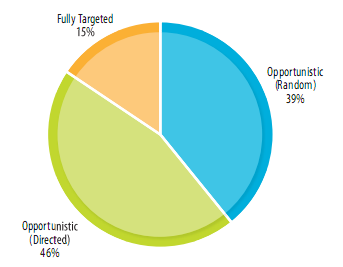 Fully Targeted
15%
Opportunistic
(Random)
39%
Opportunistic
(Directed)
46%